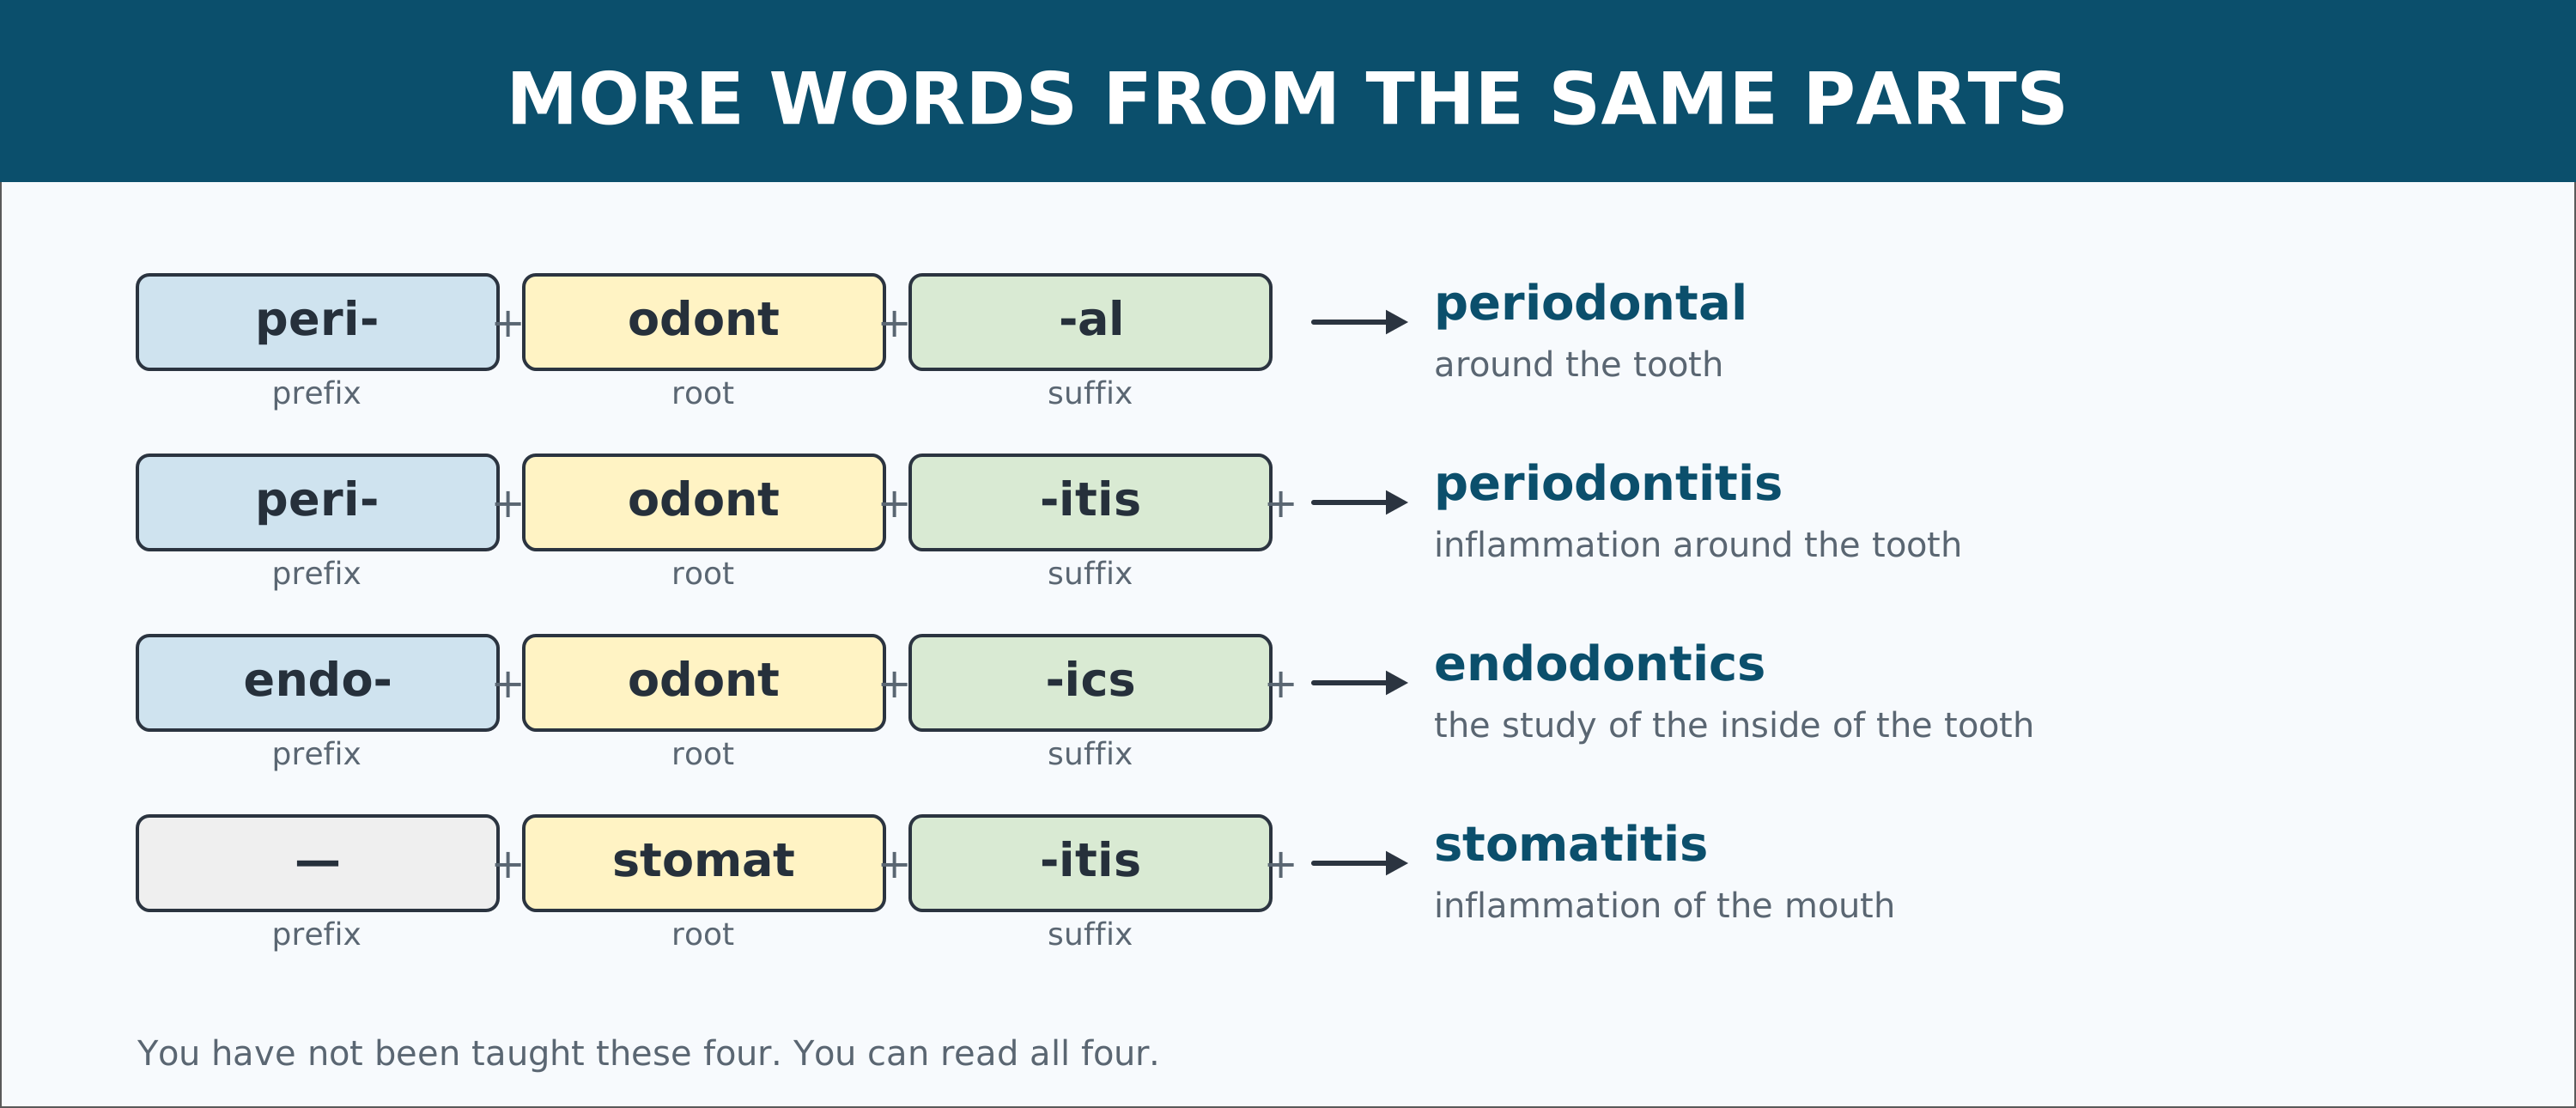 MORE WORDS FROM THE SAME PARTS
peri- + odont + -al → periodontal
around the tooth
prefix root suffix
peri- + odont + -itis + → periodontitis
inflammation around the tooth
prefix root suffix
endo- + odont + -ics + → endodontics
the study of the inside of the tooth
prefix root suffix
— + stomat + -itis + → stomatitis
inflammation of the mouth
prefix root suffix
You have not been taught these four. You can read all four.